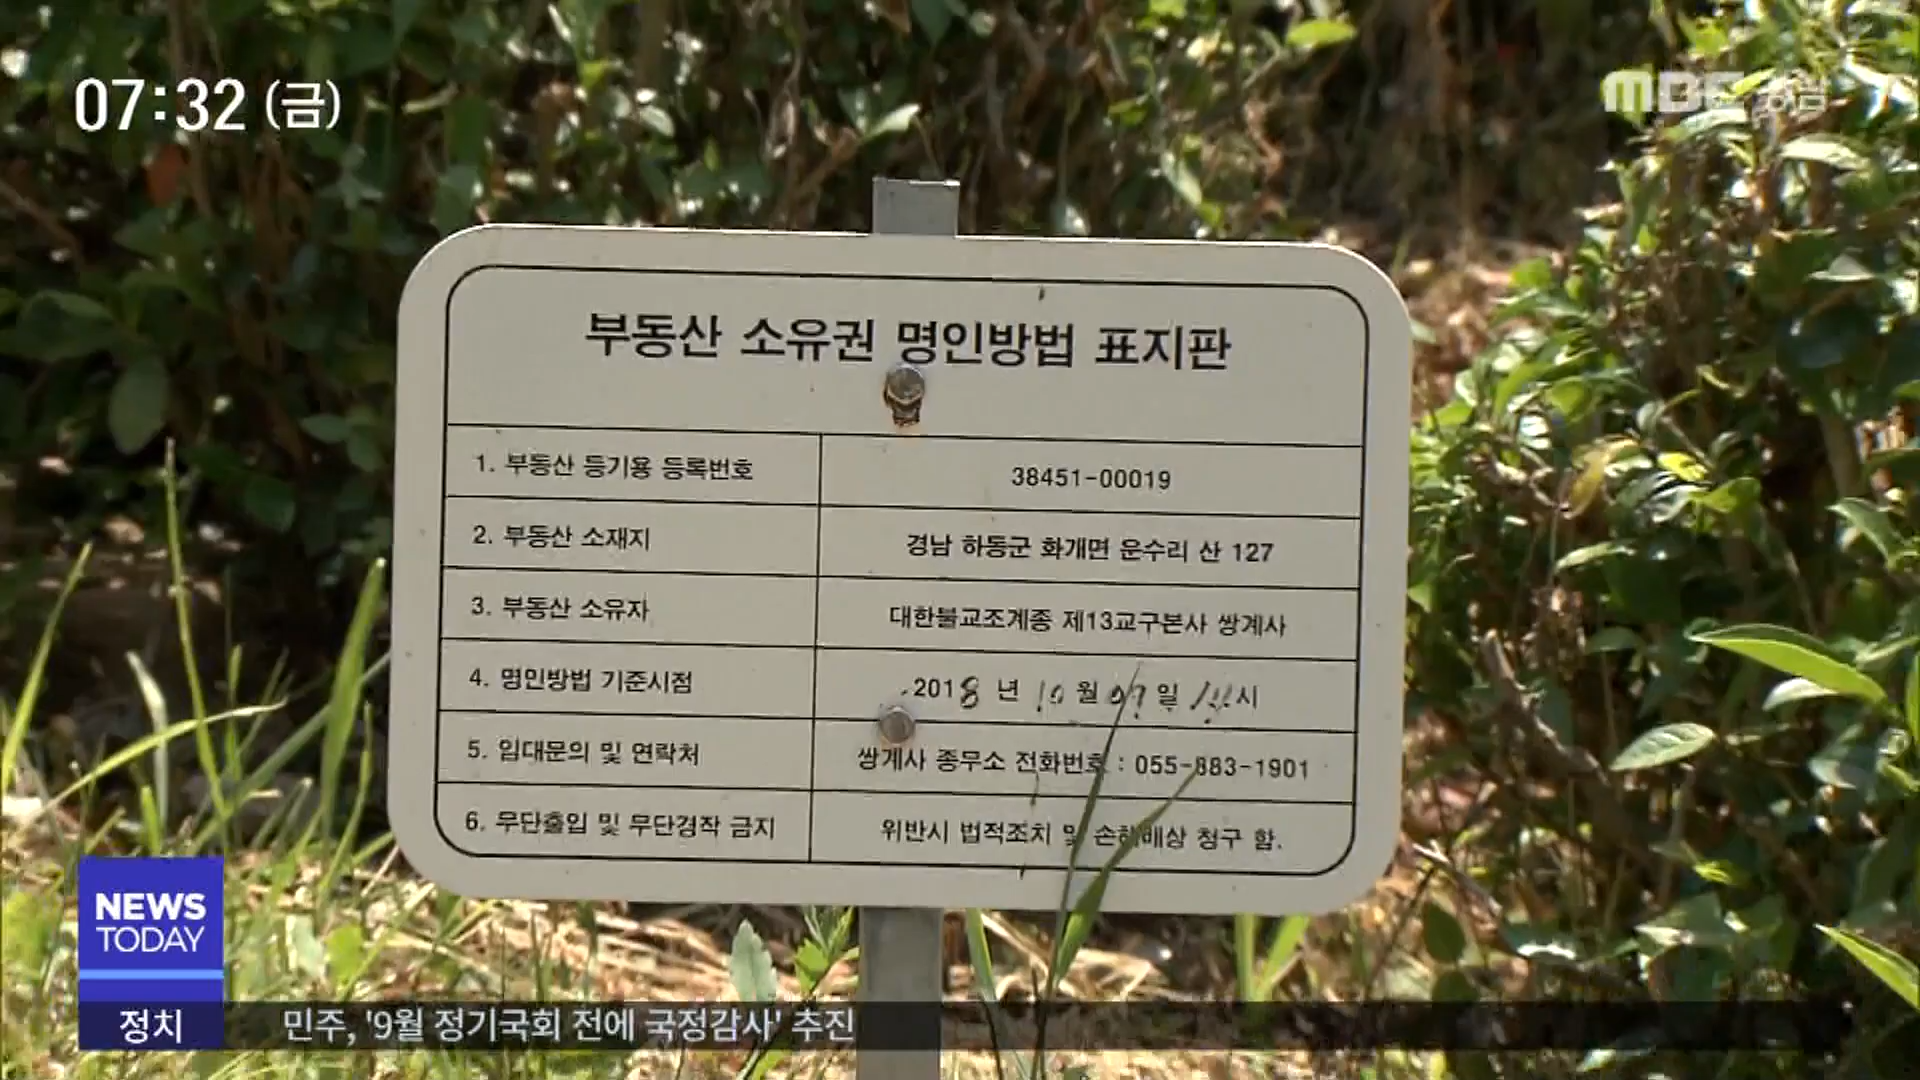 07:32 (금)
MBC 경남
부동산 소유권 명인방법 표지판
1. 부동산 등기용 등록번호 38451-00019
2. 부동산 소재지 경남 하동군 화개면 운수리 산 127
3. 부동산 소유자 대한불교조계종 제13교구본사 쌍계사
4. 명인방법 기준시점 2018 년 10 월 09 일 시
5. 임대문의 및 연락처 쌍계사 종무소 전화번호 : 055-883-1901
6. 무단출입 및 무단경작 금지 위반시 법적조치 및 손해배상 청구 함.
NEWS
TODAY
정치 민주, '9월 정기국회 전에 국정감사' 추진